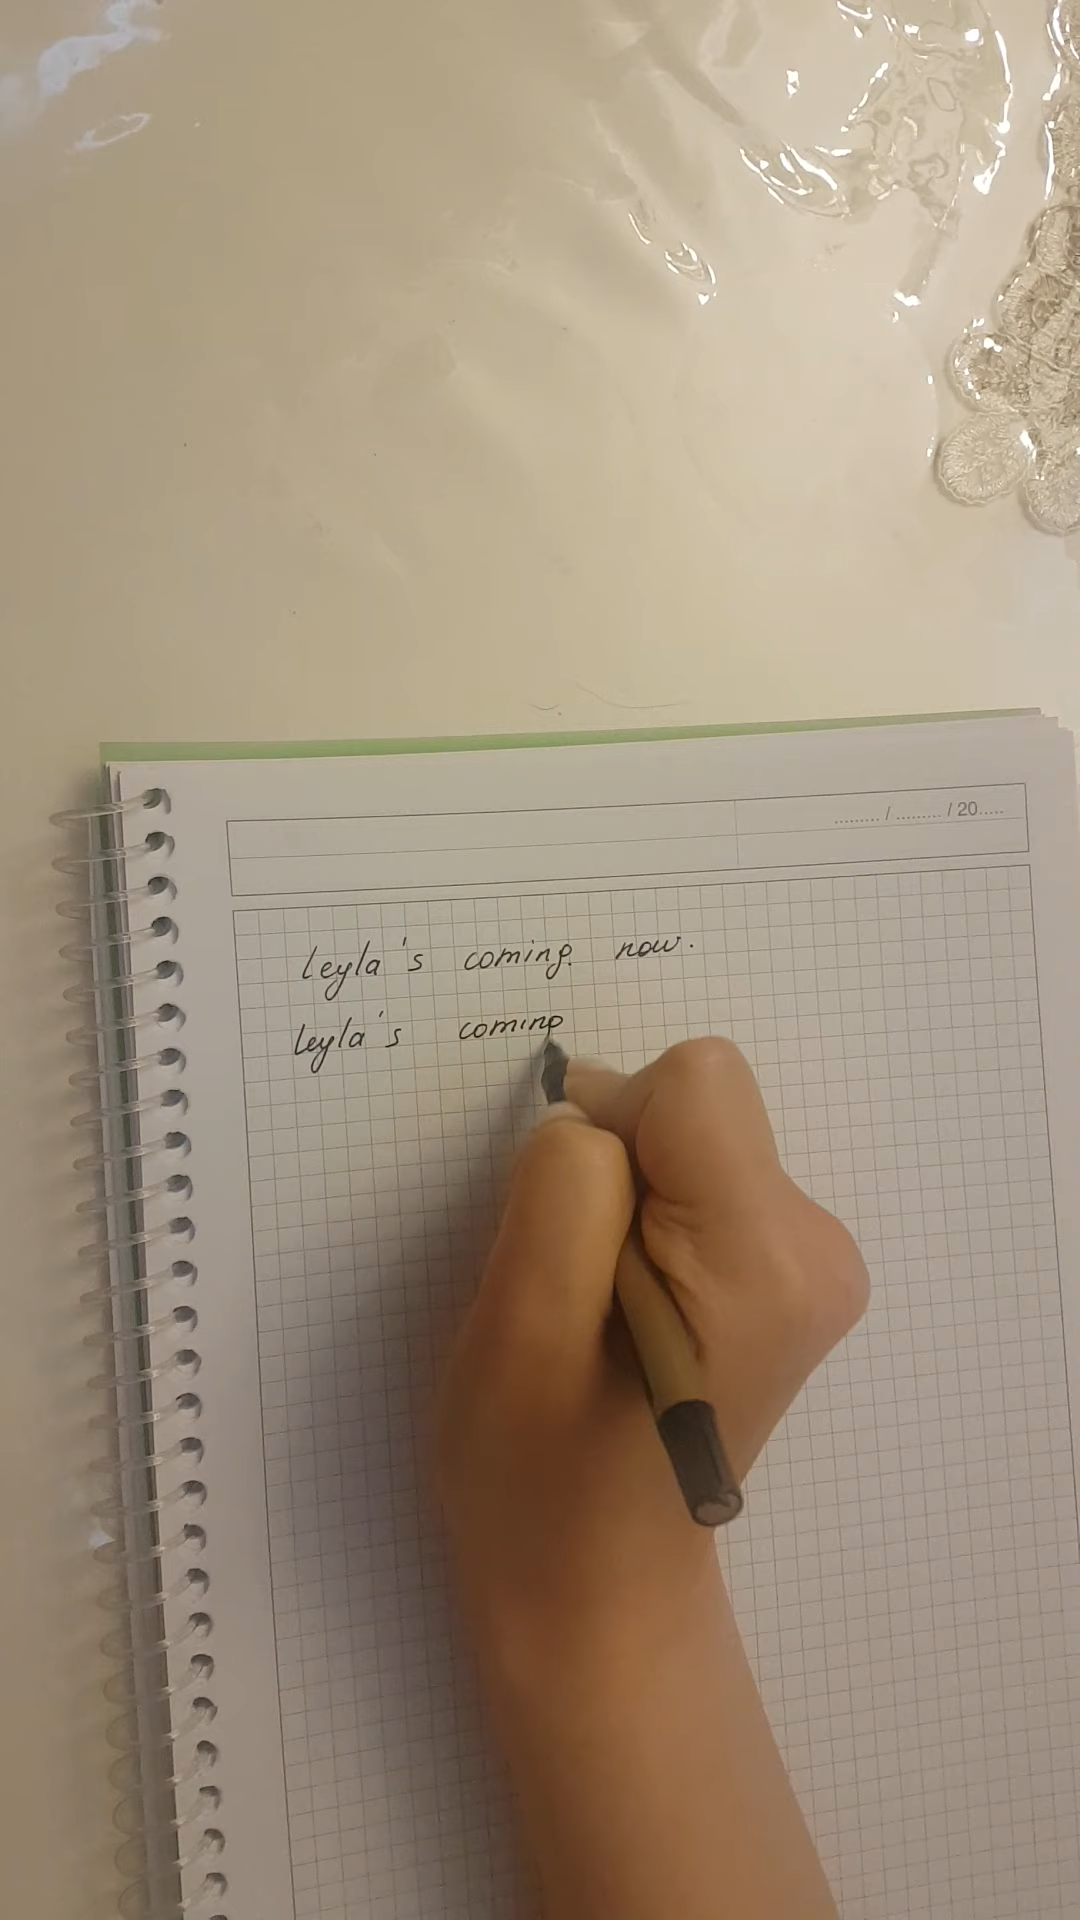 ......... / ......... / 20.....
Leyla's coming now.
Leyla's coming